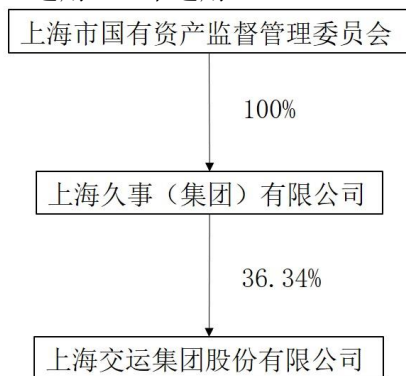 上海市国有资产监督管理委员会
100%
上海久事（集团）有限公司
36.34%
上海交运集团股份有限公司